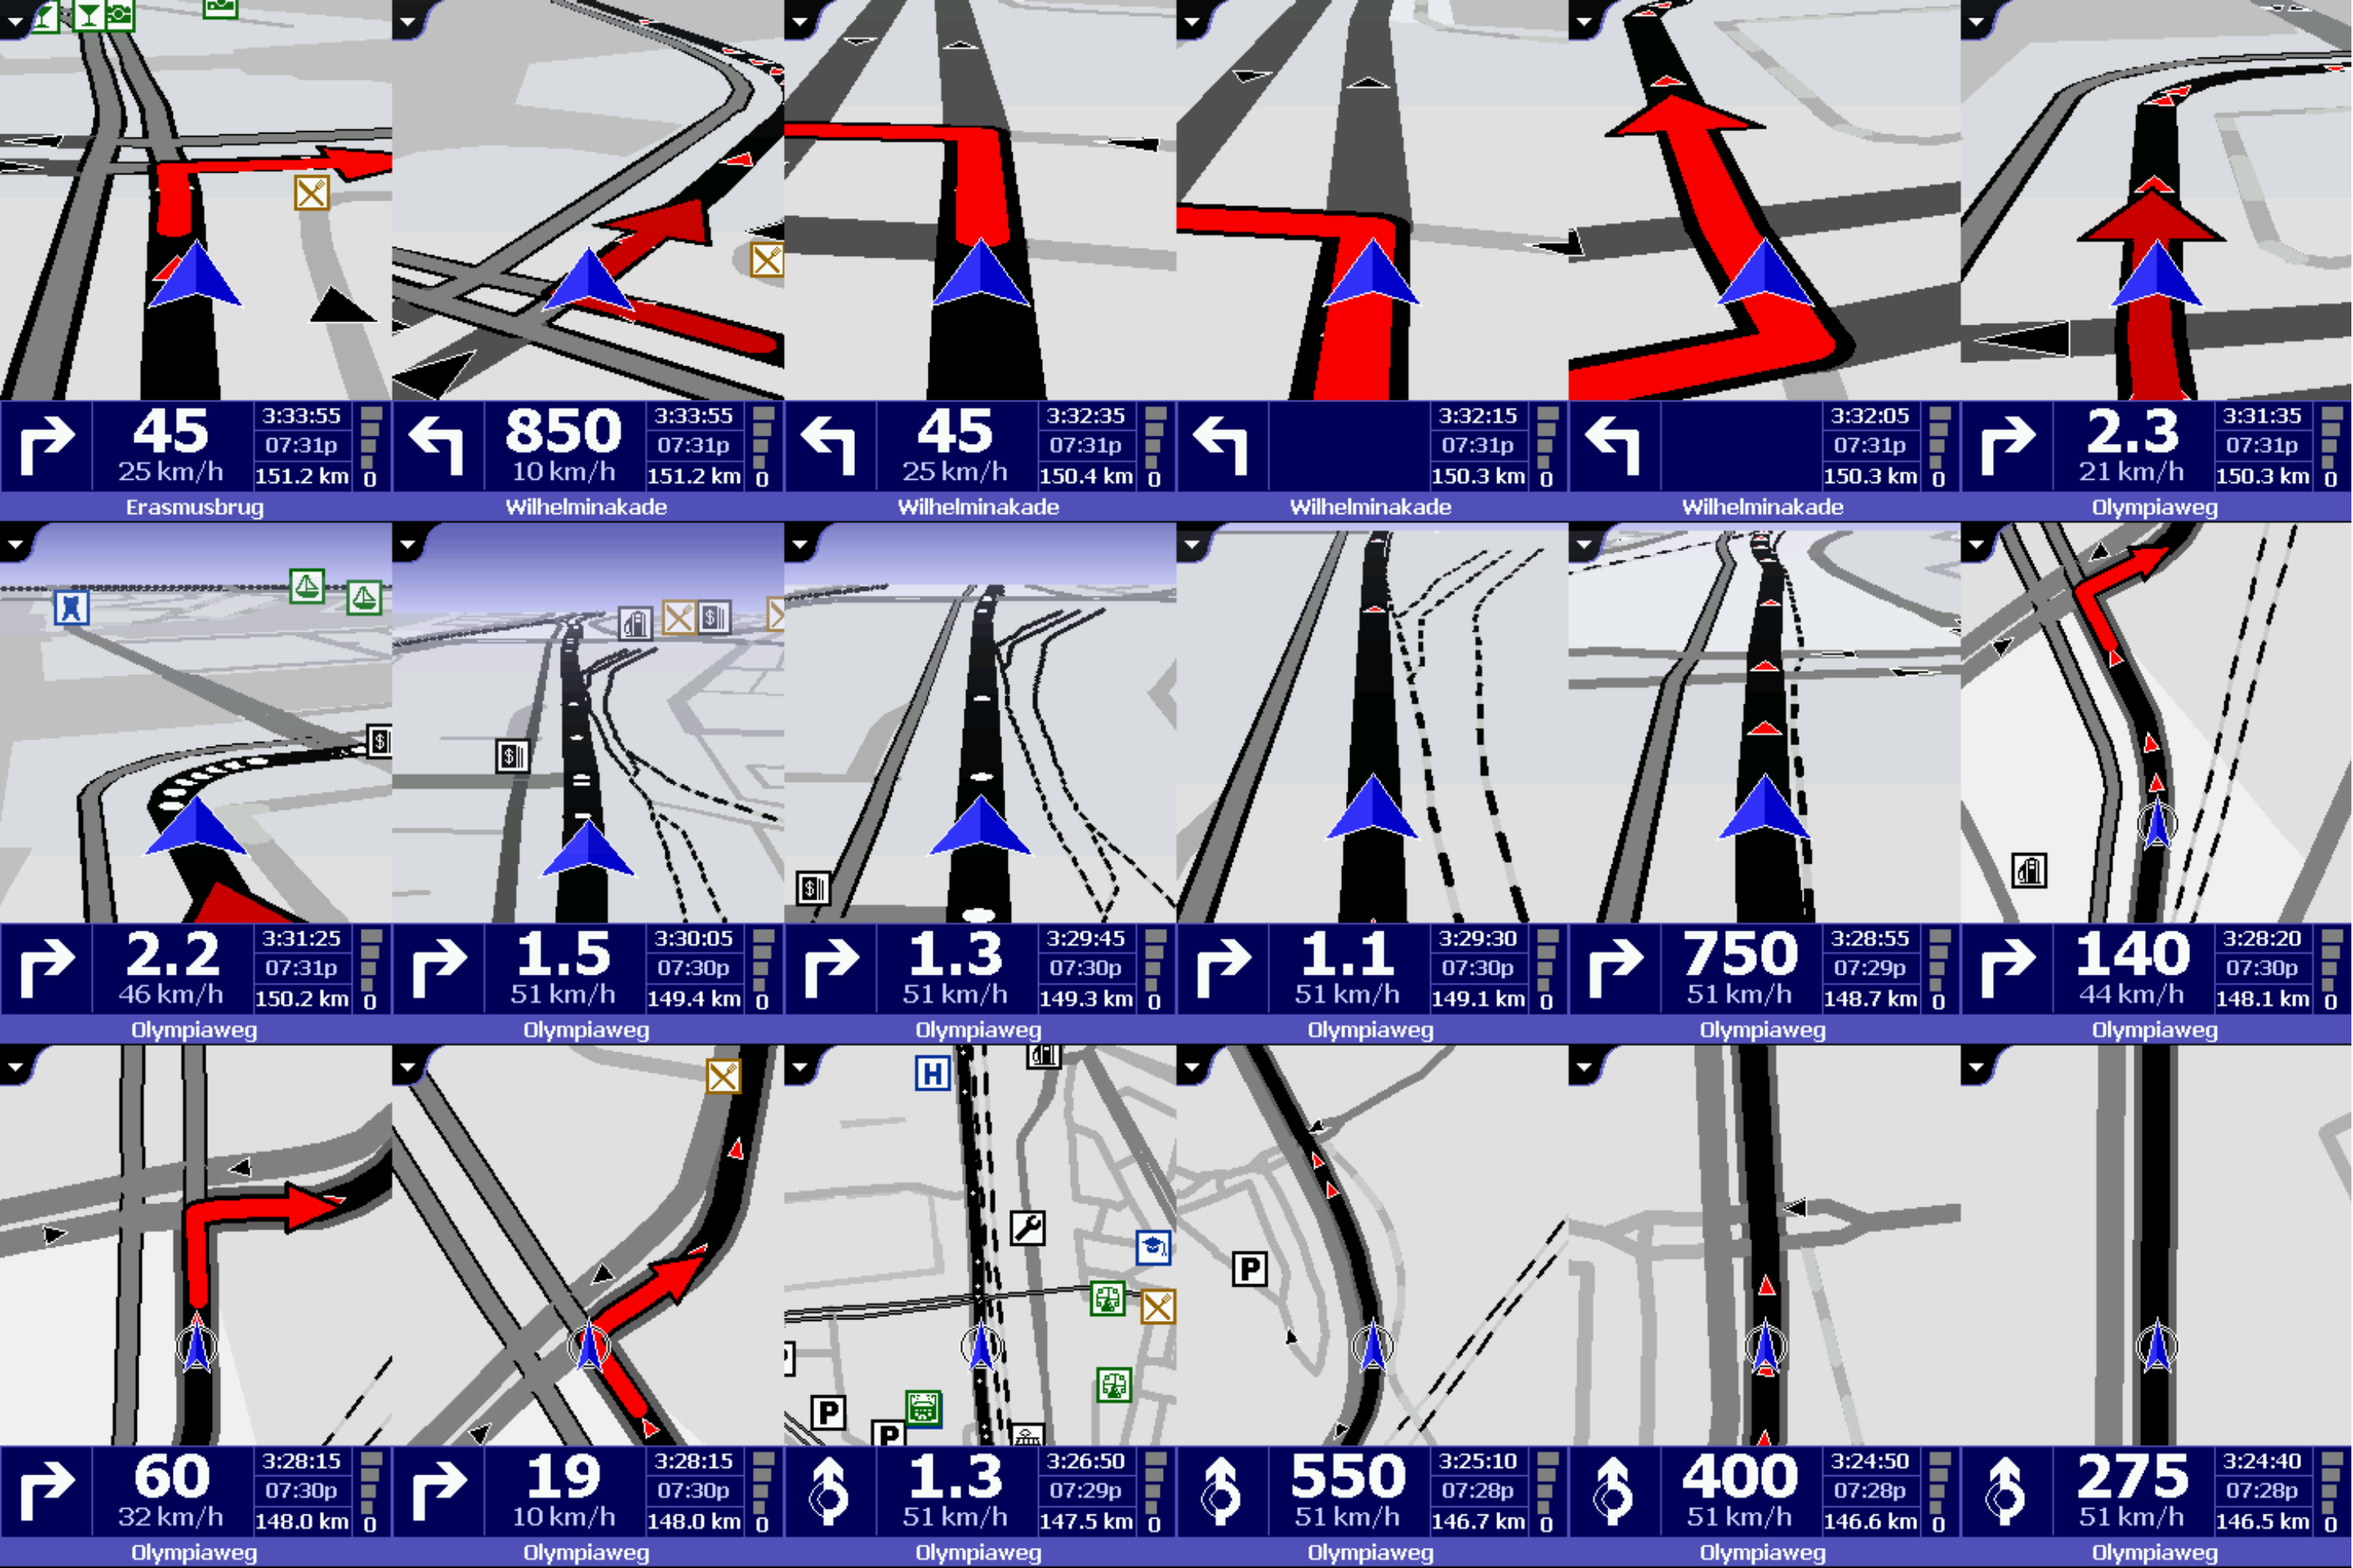 45
25 km/h
3:33:55
07:31p
151.2 km
0
Erasmusbrug
850
10 km/h
3:33:55
07:31p
151.2 km
0
Wilhelminakade
45
25 km/h
3:32:35
07:31p
150.4 km
0
Wilhelminakade
3:32:15
07:31p
150.3 km
0
Wilhelminakade
3:32:05
07:31p
150.3 km
0
Wilhelminakade
2.3
21 km/h
3:31:35
07:31p
150.3 km
0
Olympiaweg
$
2.2
46 km/h
3:31:25
07:31p
150.2 km
0
Olympiaweg
$
$
1.5
51 km/h
3:30:05
07:30p
149.4 km
0
Olympiaweg
$
1.3
51 km/h
3:29:45
07:30p
149.3 km
0
Olympiaweg
1.1
51 km/h
3:29:30
07:30p
149.1 km
0
Olympiaweg
750
51 km/h
3:28:55
07:29p
148.7 km
0
Olympiaweg
140
44 km/h
3:28:20
07:30p
148.1 km
0
Olympiaweg
60
32 km/h
3:28:15
07:30p
148.0 km
0
Olympiaweg
19
10 km/h
3:28:15
07:30p
148.0 km
0
Olympiaweg
H
P
P
1.3
51 km/h
3:26:50
07:29p
147.5 km
0
Olympiaweg
P
550
51 km/h
3:25:10
07:28p
146.7 km
0
Olympiaweg
400
51 km/h
3:24:50
07:28p
146.6 km
0
Olympiaweg
275
51 km/h
3:24:40
07:28p
146.5 km
0
Olympiaweg